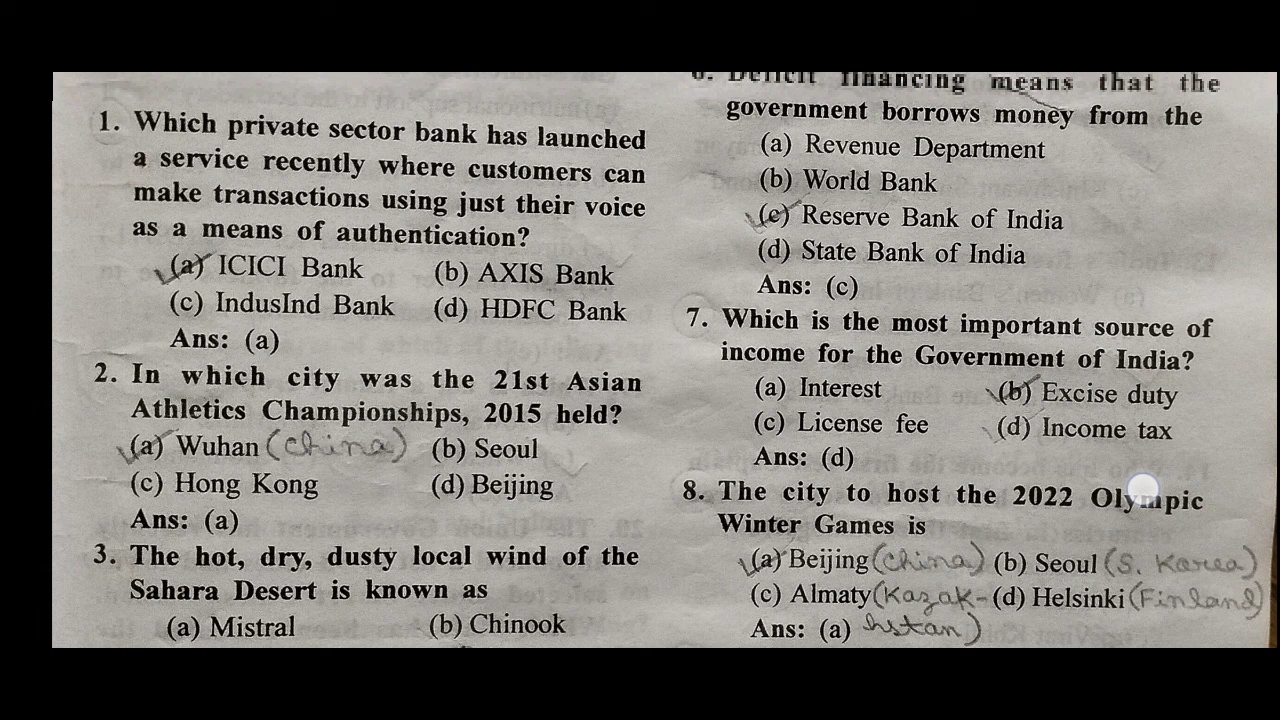 1. Which private sector bank has launched
a service recently where customers can
make transactions using just their voice
as a means of authentication?
(a) ICICI Bank (b) AXIS Bank
(c) IndusInd Bank (d) HDFC Bank
Ans: (a)
2. In which city was the 21st Asian
Athletics Championships, 2015 held?
(a) Wuhan (China) (b) Seoul
(c) Hong Kong (d) Beijing
Ans: (a)
3. The hot, dry, dusty local wind of the
Sahara Desert is known as
(a) Mistral (b) Chinook
6. Deficit financing means that the
government borrows money from the
(a) Revenue Department
(b) World Bank
(c) Reserve Bank of India
(d) State Bank of India
Ans: (c)
7. Which is the most important source of
income for the Government of India?
(a) Interest (b) Excise duty
(c) License fee (d) Income tax
Ans: (d)
8. The city to host the 2022 Olympic
Winter Games is
(a) Beijing (China) (b) Seoul (S. Korea)
(c) Almaty (Kazak- (d) Helsinki (Finland)
Ans: (a) hstan)